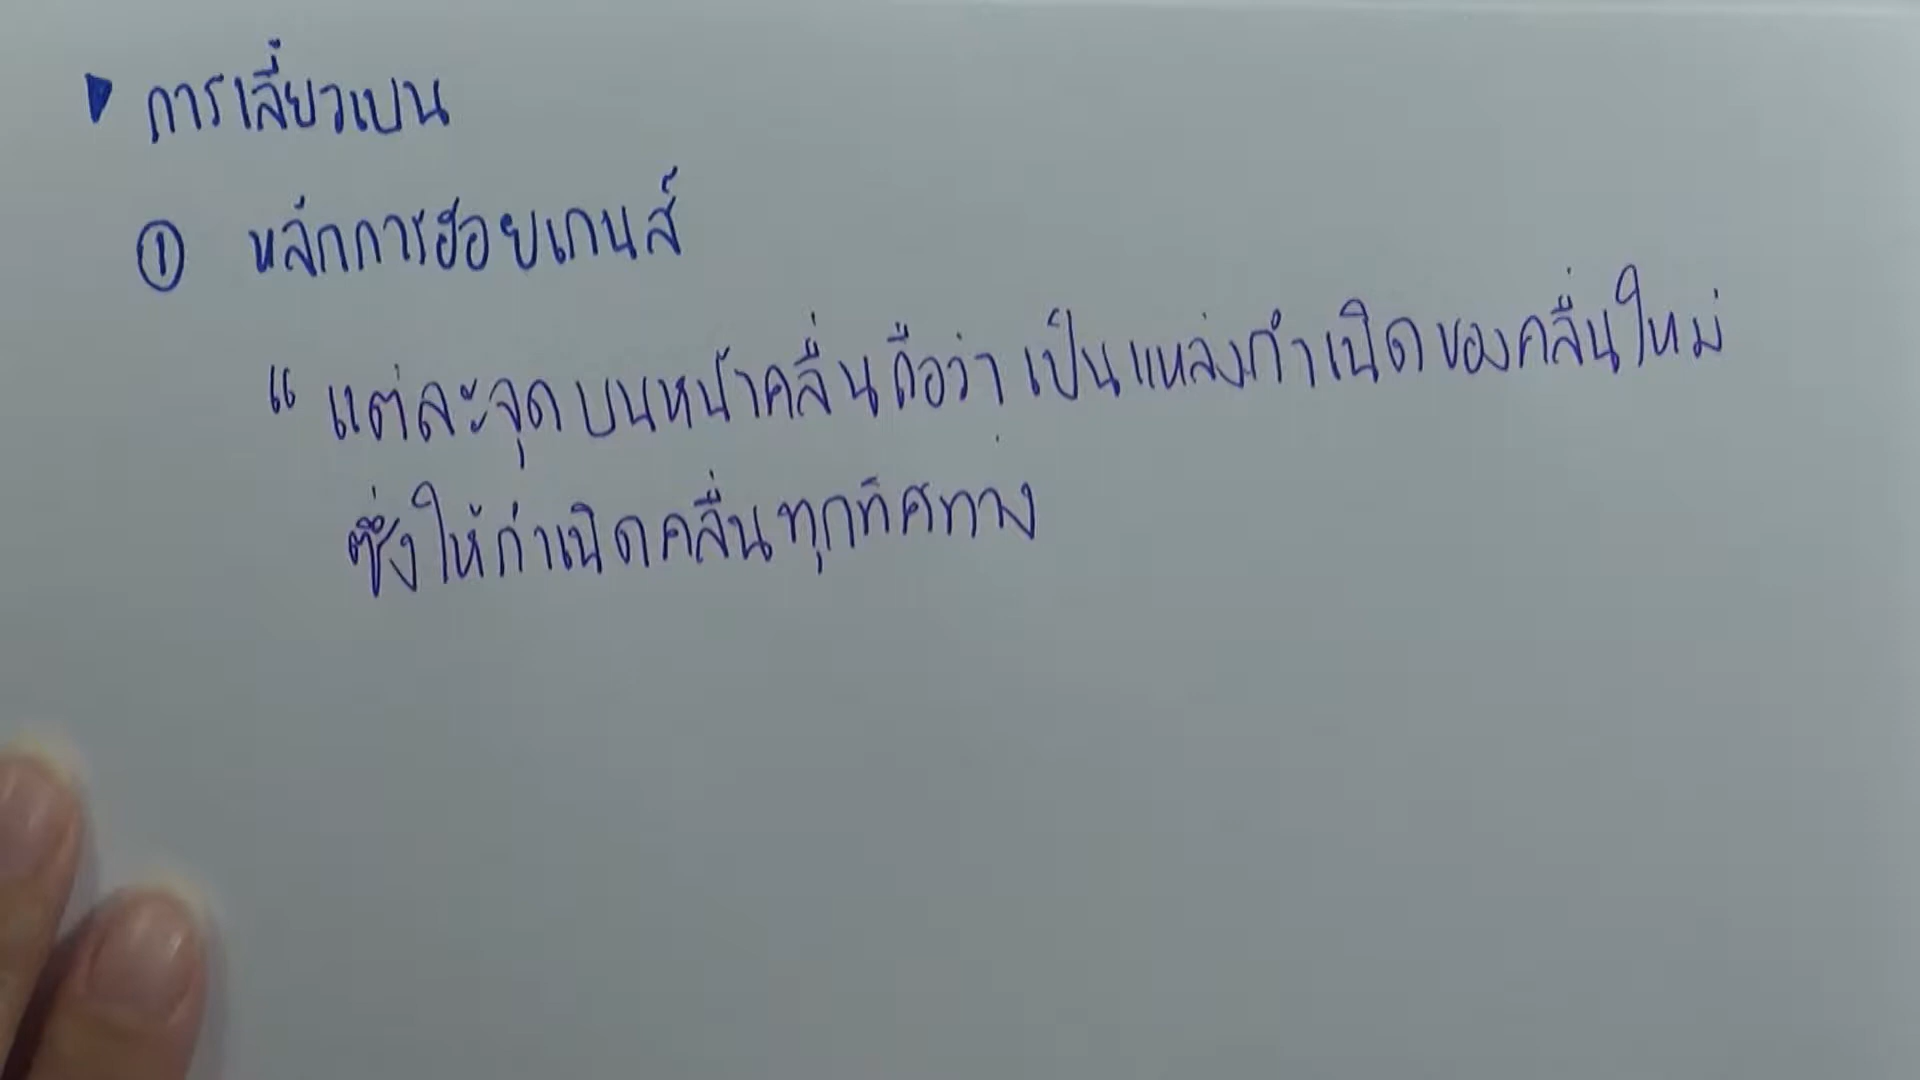 การเลี้ยวเบน
① หลักการฮอยเกนส์
“ แต่ละจุดบนหน้าคลื่นถือว่าเป็นแหล่งกำเนิดของคลื่นใหม่
ซึ่งให้กำเนิดคลื่นทุกทิศทาง